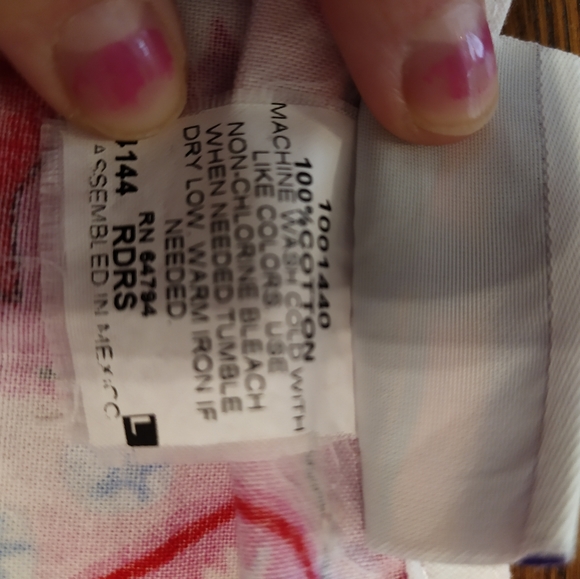 1001440
100% COTTON
MACHINE WASH COLD WITH
LIKE COLORS USE
NON-CHLORINE BLEACH
WHEN NEEDED TUMBLE
DRY LOW WARM IRON IF
NEEDED.
RN 64794
144 RDRS
ASSEMBLED IN MEXICO
L